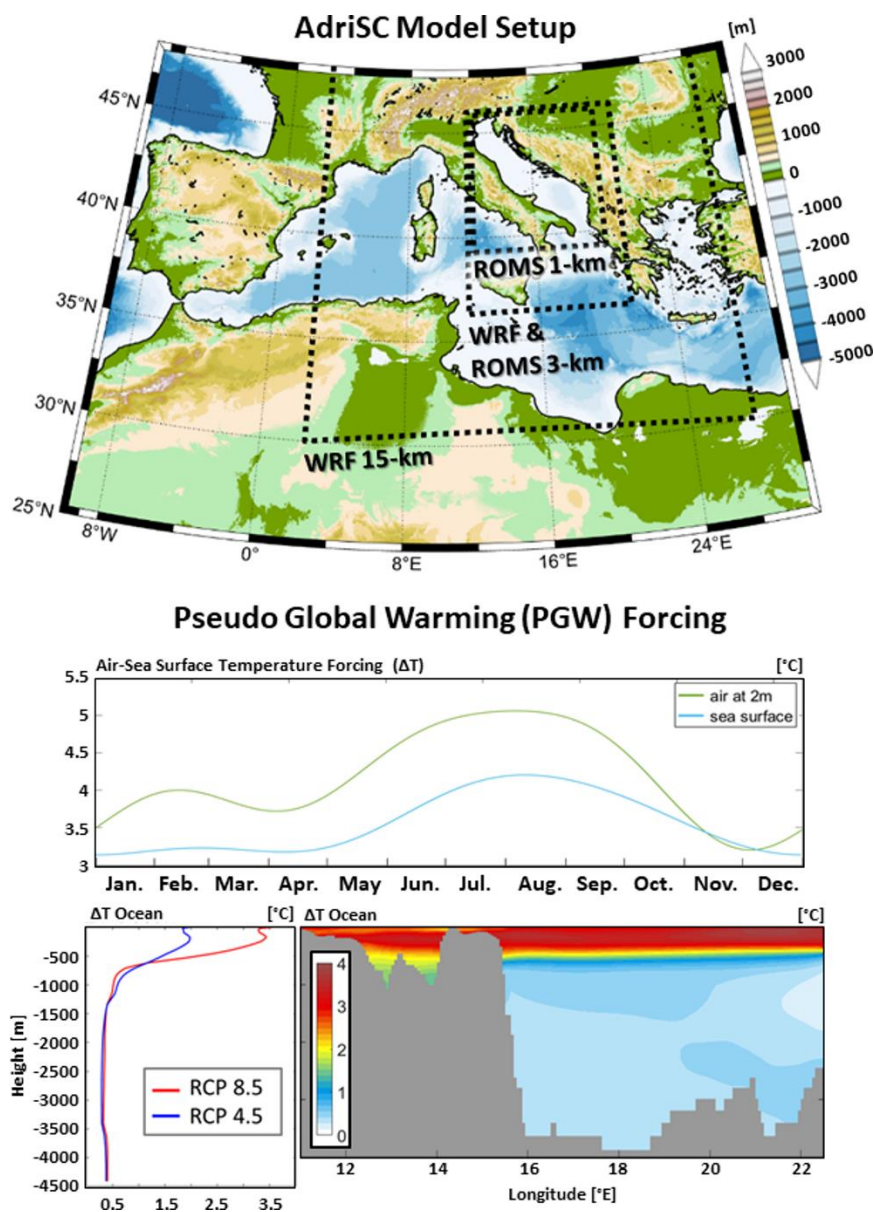 AdriSC Model Setup
[m]
3000
2000
1000
0
-1000
-2000
-3000
-4000
-5000
45°N
40°N
35°N
30°N
25°N
8°W
0°
8°E
16°E
24°E
ROMS 1-km
WRF &
ROMS 3-km
WRF 15-km
Pseudo Global Warming (PGW) Forcing
Air-Sea Surface Temperature Forcing (ΔT) [°C]
5.5
5
4.5
4
3.5
3
air at 2m
sea surface
Jan. Feb. Mar. Apr. May Jun. Jul. Aug. Sep. Oct. Nov. Dec.
ΔT Ocean [°C]
-500
-1000
-1500
-2000
-2500
-3000
-3500
-4000
-4500
Height [m]
RCP 8.5
RCP 4.5
0.5 1.5 2.5 3.5
ΔT Ocean [°C]
4
3
2
1
0
12 14 16 18 20 22
Longitude [°E]